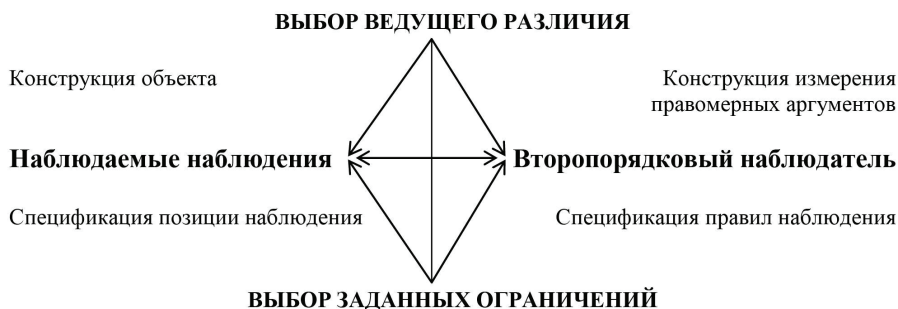 ВЫБОР ВЕДУЩЕГО РАЗЛИЧИЯ
Конструкция объекта
Конструкция измерения
правомерных аргументов
Наблюдаемые наблюдения
Второпорядковый наблюдатель
Спецификация позиции наблюдения
Спецификация правил наблюдения
ВЫБОР ЗАДАННЫХ ОГРАНИЧЕНИЙ